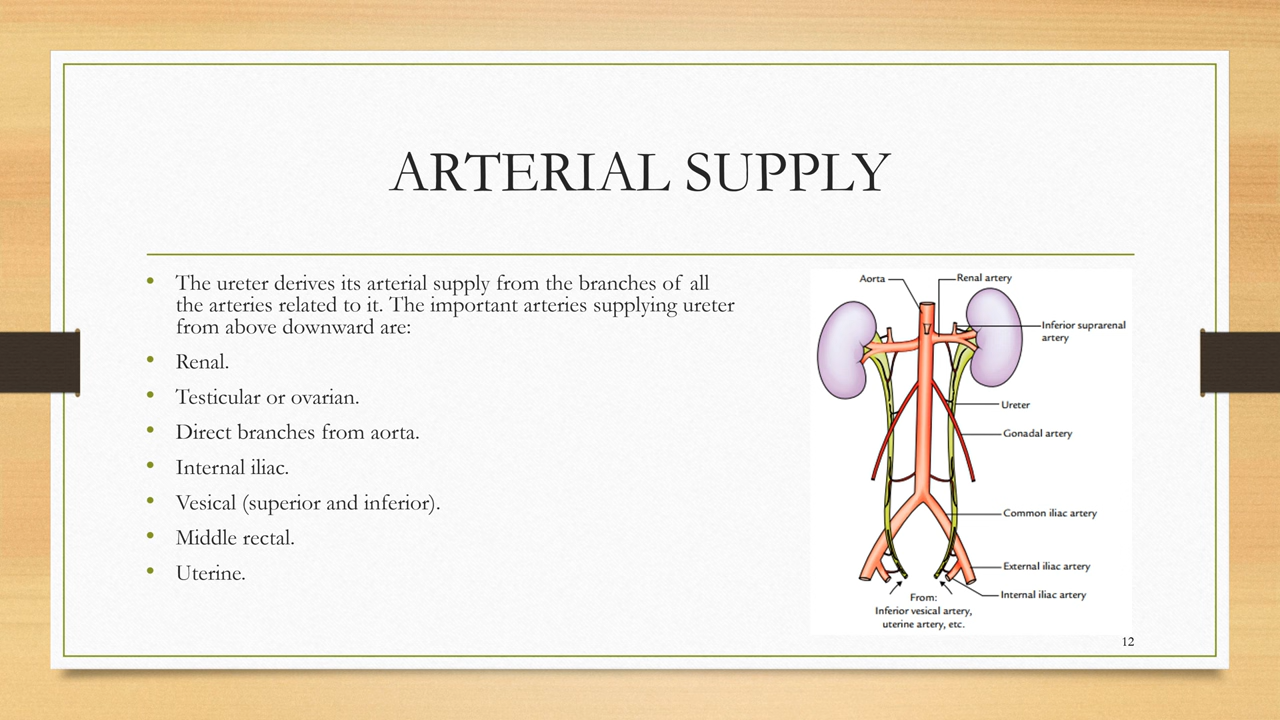 ARTERIAL SUPPLY
• The ureter derives its arterial supply from the branches of all
the arteries related to it. The important arteries supplying ureter
from above downward are:
• Renal.
• Testicular or ovarian.
• Direct branches from aorta.
• Internal iliac.
• Vesical (superior and inferior).
• Middle rectal.
• Uterine.
Aorta
Renal artery
Inferior suprarenal
artery
Ureter
Gonadal artery
Common iliac artery
External iliac artery
Internal iliac artery
From:
Inferior vesical artery,
uterine artery, etc.
12